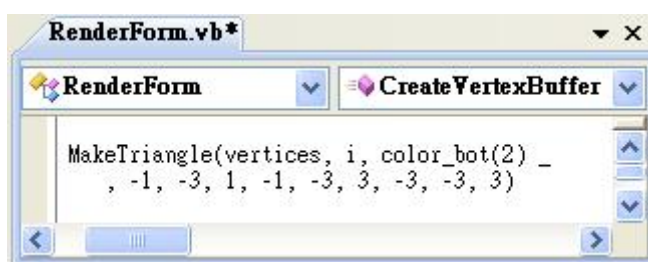 RenderForm.vb*
RenderForm
CreateVertexBuffer
MakeTriangle(vertices, i, color_bot(2) _
, -1, -3, 1, -1, -3, 3, -3, -3, 3)